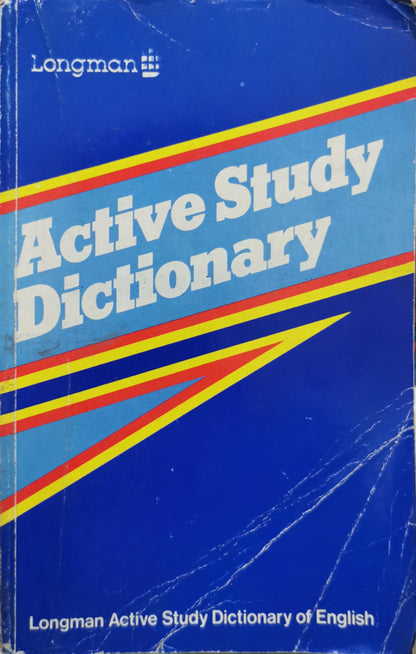 Longman
Active Study
Dictionary
Longman Active Study Dictionary of English